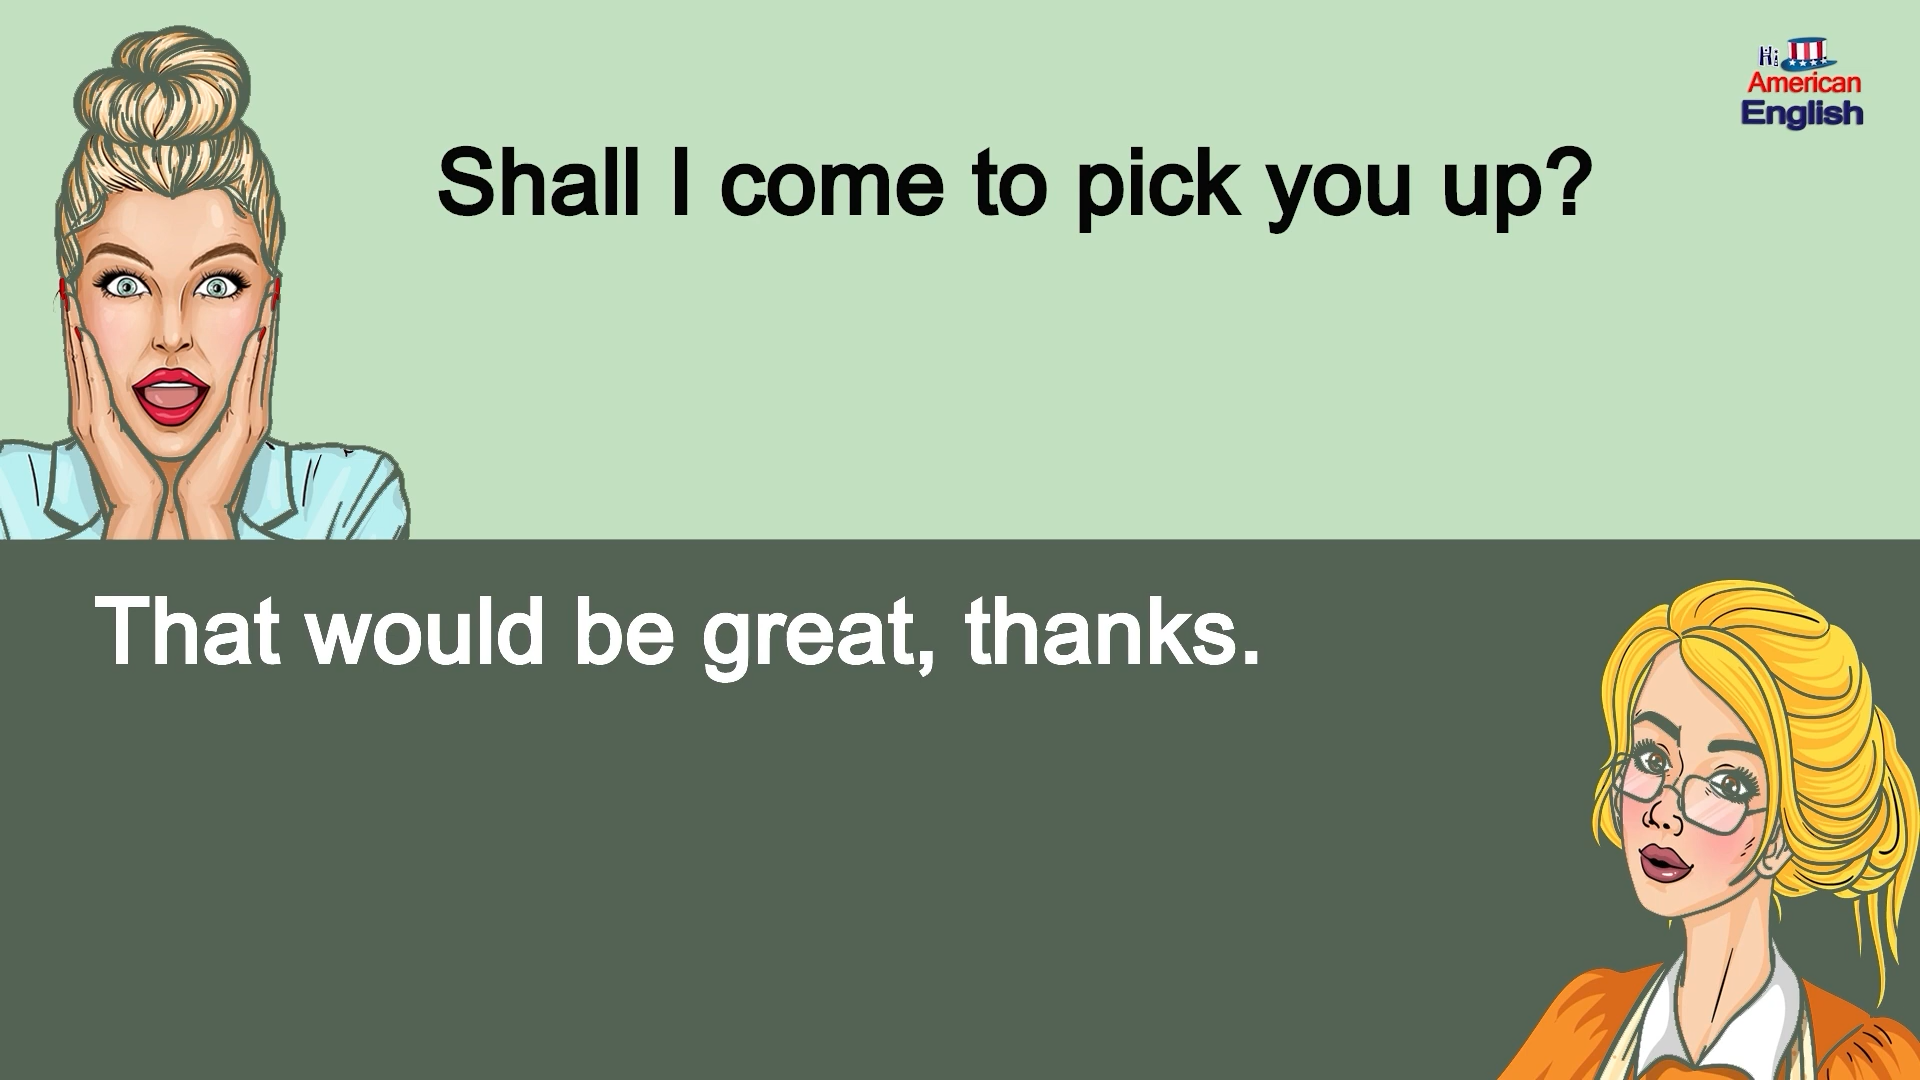 Hi
American
English
Shall I come to pick you up?
That would be great, thanks.